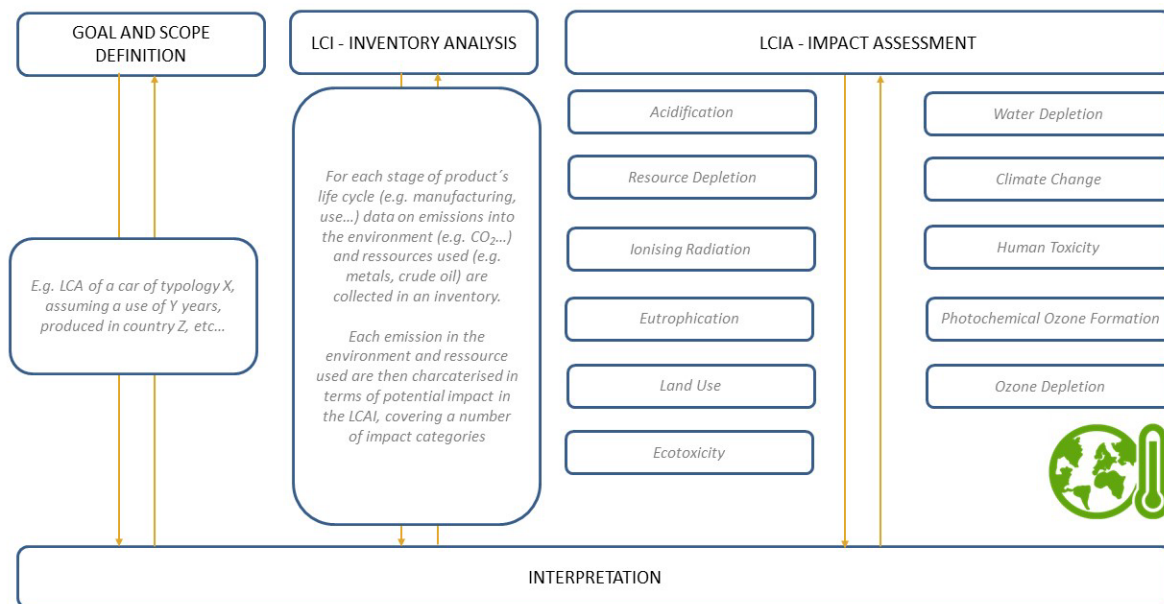 GOAL AND SCOPE
DEFINITION
E.g. LCA of a car of typology X,
assuming a use of Y years,
produced in country Z, etc…
LCI - INVENTORY ANALYSIS
For each stage of product´s
life cycle (e.g. manufacturing,
use…) data on emissions into
the environment (e.g. CO₂…)
and ressources used (e.g.
metals, crude oil) are
collected in an inventory.
Each emission in the
environment and ressource
used are then charcaterised in
terms of potential impact in
the LCAI, covering a number
of impact categories
LCIA - IMPACT ASSESSMENT
Acidification
Resource Depletion
Ionising Radiation
Eutrophication
Land Use
Ecotoxicity
Water Depletion
Climate Change
Human Toxicity
Photochemical Ozone Formation
Ozone Depletion
INTERPRETATION